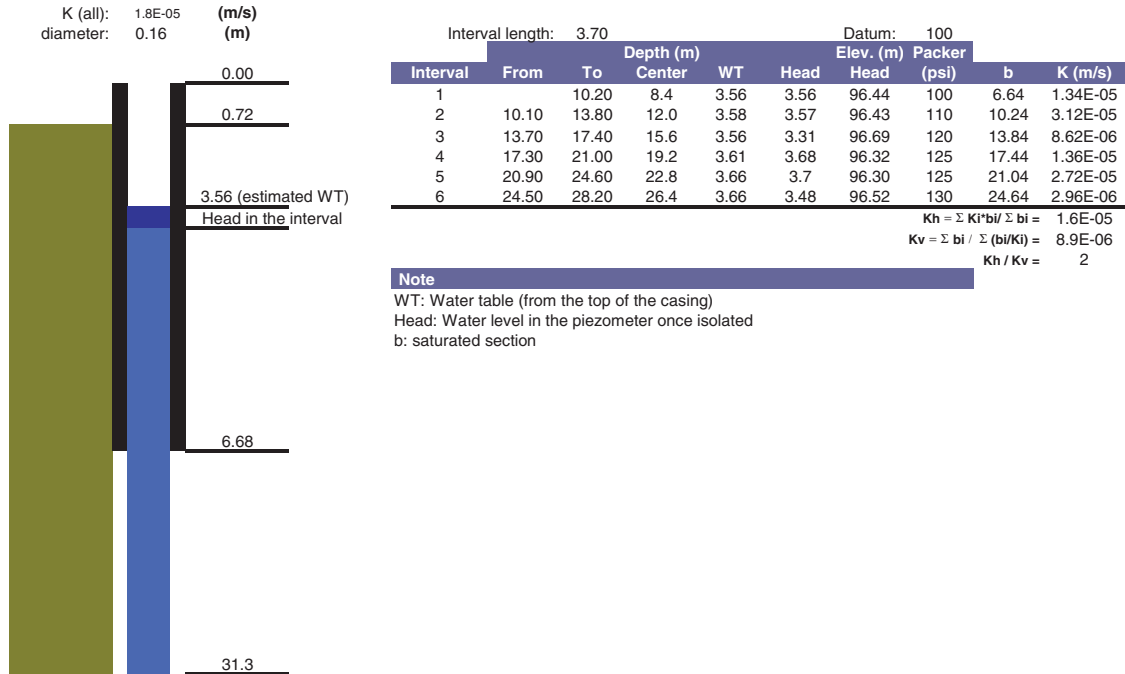 K (all): 1.8E-05 (m/s)
diameter: 0.16 (m)
0.00
0.72
3.56 (estimated WT)
Head in the interval
6.68
31.3
Interval length: 3.70 Datum: 100
Depth (m) Elev. (m) Packer
Interval From To Center WT Head Head (psi) b K (m/s)
1 10.20 8.4 3.56 3.56 96.44 100 6.64 1.34E-05
2 10.10 13.80 12.0 3.58 3.57 96.43 110 10.24 3.12E-05
3 13.70 17.40 15.6 3.56 3.31 96.69 120 13.84 8.62E-06
4 17.30 21.00 19.2 3.61 3.68 96.32 125 17.44 1.36E-05
5 20.90 24.60 22.8 3.66 3.7 96.30 125 21.04 2.72E-05
6 24.50 28.20 26.4 3.66 3.48 96.52 130 24.64 2.96E-06
Kh = Σ Ki*bi/ Σ bi = 1.6E-05
Kv = Σ bi / Σ (bi/Ki) = 8.9E-06
Kh / Kv = 2
Note
WT: Water table (from the top of the casing)
Head: Water level in the piezometer once isolated
b: saturated section